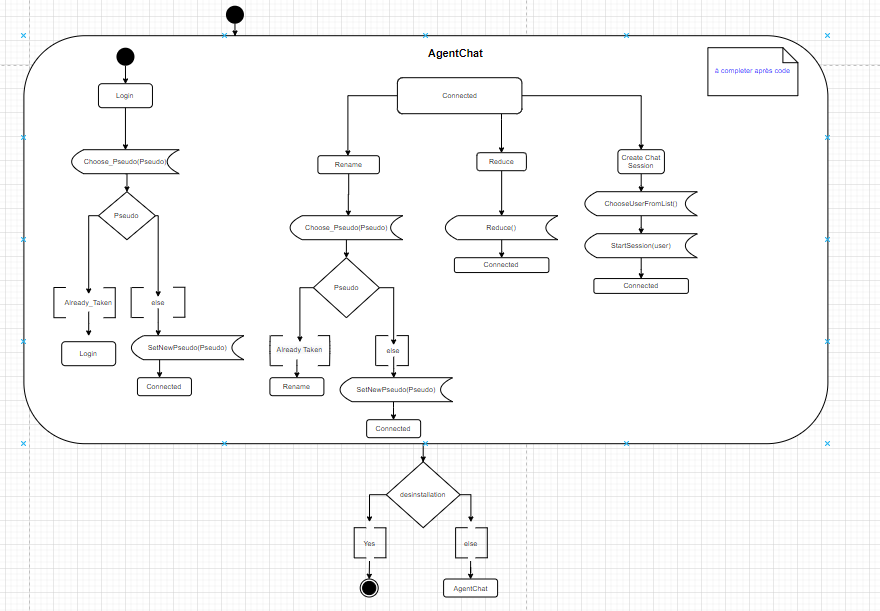 AgentChat
à completer après code
Login
Choose_Pseudo(Pseudo)
Pseudo
Already_Taken
else
Login
SetNewPseudo(Pseudo)
Connected
Connected
Rename
Choose_Pseudo(Pseudo)
Pseudo
Already Taken
else
Rename
SetNewPseudo(Pseudo)
Connected
Reduce
Reduce()
Connected
Create Chat
Session
ChooseUserFromList()
StartSession(user)
Connected
desinstallation
Yes
else
AgentChat